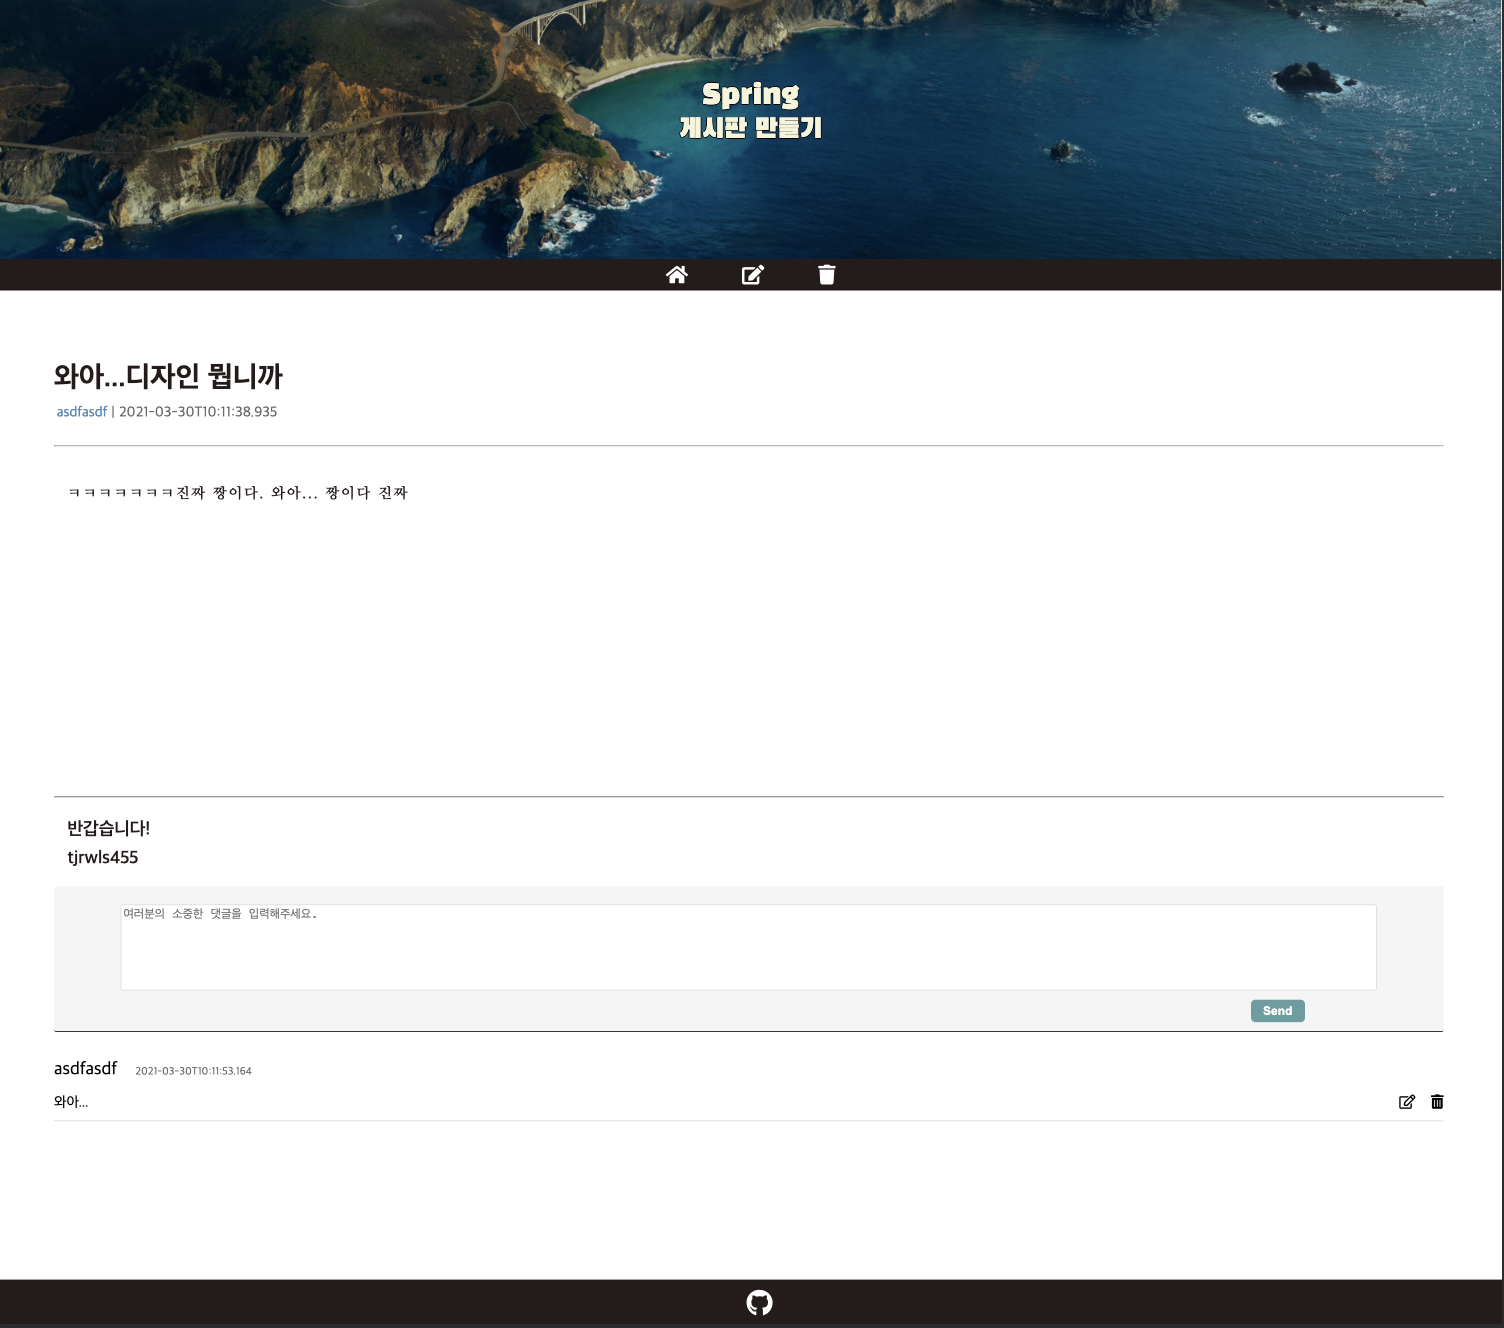 Spring
게시판 만들기
와아...디자인 뭡니까
asdfasdf | 2021-03-30T10:11:38.935
ㅋㅋㅋㅋㅋㅋㅋ진짜 짱이다. 와아... 짱이다 진짜
반갑습니다!
tjrwls455
여러분의 소중한 댓글을 입력해주세요.
Send
asdfasdf 2021-03-30T10:11:53.164
와아...